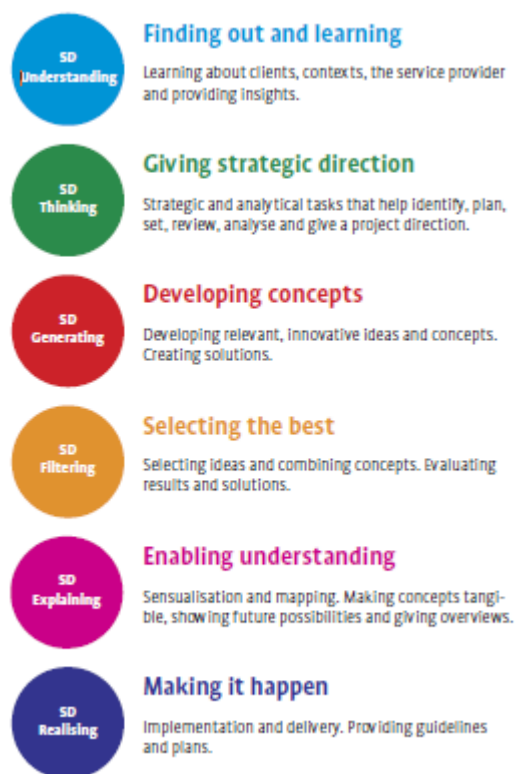 SD
Understanding
Finding out and learning
Learning about clients, contexts, the service provider
and providing insights.
SD
Thinking
Giving strategic direction
Strategic and analytical tasks that help identify, plan,
set, review, analyse and give a project direction.
SD
Generating
Developing concepts
Developing relevant, innovative ideas and concepts.
Creating solutions.
SD
Filtering
Selecting the best
Selecting ideas and combining concepts. Evaluating
results and solutions.
SD
Explaining
Enabling understanding
Sensualisation and mapping. Making concepts tangi-
ble, showing future possibilities and giving overviews.
SD
Realising
Making it happen
Implementation and delivery. Providing guidelines
and plans.